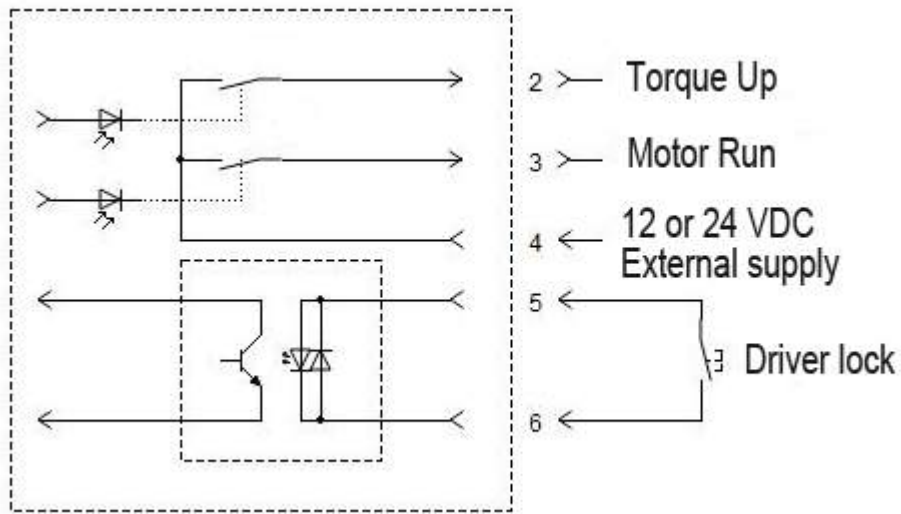 2 Torque Up
3 Motor Run
4 12 or 24 VDC
External supply
5
Driver lock
6